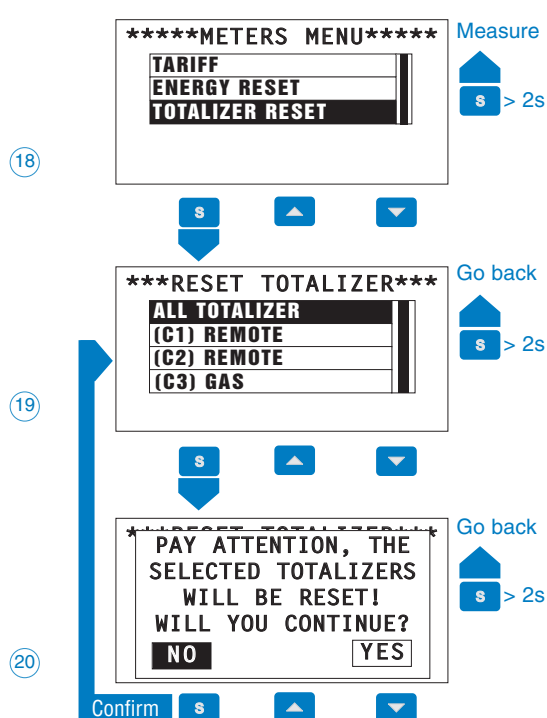 *****METERS MENU*****
Measure
TARIFF
ENERGY RESET
TOTALIZER RESET
S > 2s
18
S
***RESET TOTALIZER***
Go back
ALL TOTALIZER
(C1) REMOTE
(C2) REMOTE
(C3) GAS
S > 2s
19
S
***RESET TOTALIZER***
Go back
PAY ATTENTION, THE
SELECTED TOTALIZERS
WILL BE RESET!
WILL YOU CONTINUE?
NO YES
S > 2s
20
Confirm S